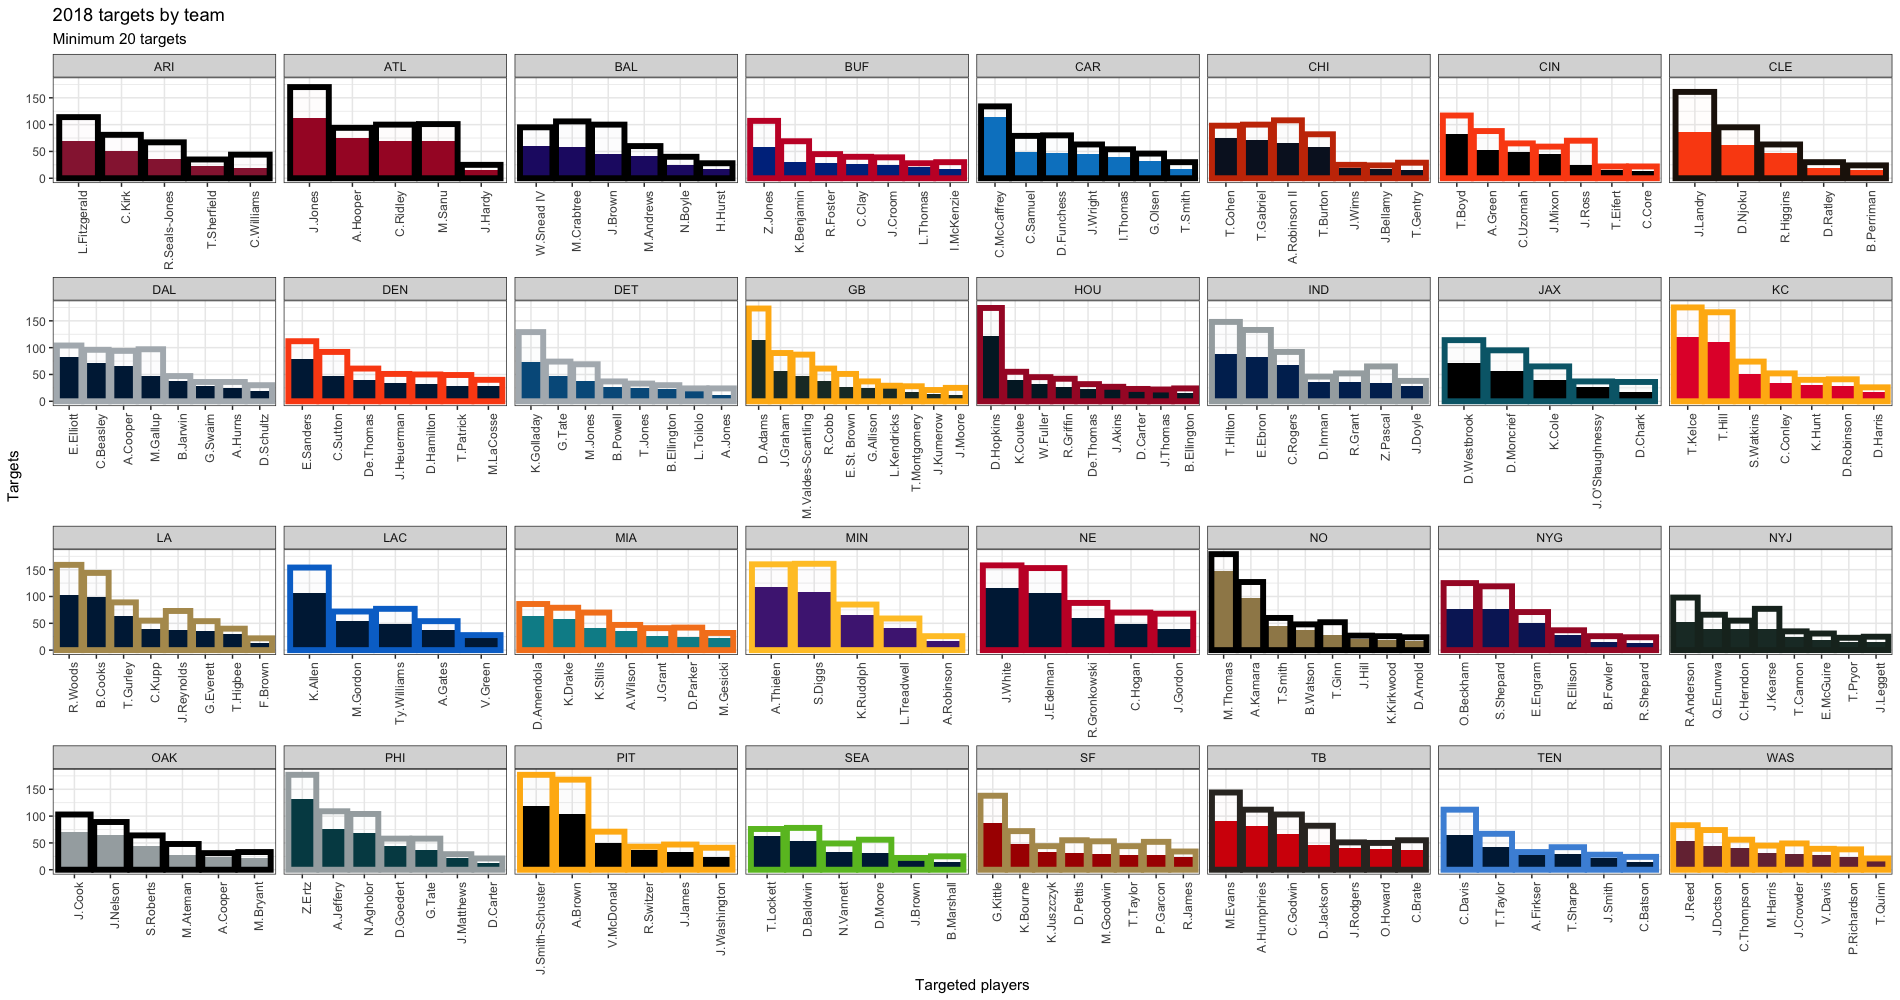 2018 targets by team
Minimum 20 targets
ARI ATL BAL BUF CAR CHI CIN CLE
150
100
50
0
L.Fitzgerald C.Kirk R.Seals-Jones T.Sherfield C.Williams J.Jones A.Hooper C.Ridley M.Sanu J.Hardy W.Snead IV M.Crabtree J.Brown M.Andrews N.Boyle H.Hurst Z.Jones K.Benjamin R.Foster C.Clay J.Croom L.Thomas I.McKenzie C.McCaffrey C.Samuel D.Funchess J.Wright I.Thomas G.Olsen T.Smith T.Cohen T.Gabriel A.Robinson II T.Burton J.Wims J.Bellamy T.Gentry T.Boyd A.Green C.Uzomah J.Mixon J.Ross T.Eifert C.Core J.Landry D.Njoku R.Higgins D.Ratley B.Perriman
DAL DEN DET GB HOU IND JAX KC
150
100
50
0
E.Elliott C.Beasley A.Cooper M.Gallup B.Jarwin G.Swaim A.Hurns D.Schultz E.Sanders C.Sutton De.Thomas J.Heuerman D.Hamilton T.Patrick M.LaCosse K.Golladay G.Tate M.Jones B.Powell T.Jones B.Ellington L.Toilolo A.Jones D.Adams J.Graham M.Valdes-Scantling R.Cobb E.St. Brown G.Allison L.Kendricks T.Montgomery J.Kumerow J.Moore D.Hopkins K.Coutee W.Fuller R.Griffin De.Thomas J.Akins D.Carter J.Thomas B.Ellington T.Hilton E.Ebron C.Rogers D.Inman R.Grant Z.Pascal J.Doyle D.Westbrook D.Moncrief K.Cole J.O'Shaughnessy D.Chark T.Kelce T.Hill S.Watkins C.Conley K.Hunt D.Robinson D.Harris
Targets
LA LAC MIA MIN NE NO NYG NYJ
150
100
50
0
R.Woods B.Cooks T.Gurley C.Kupp J.Reynolds G.Everett T.Higbee F.Brown K.Allen M.Gordon Ty.Williams A.Gates V.Green D.Amendola K.Drake K.Stills A.Wilson J.Grant D.Parker M.Gesicki A.Thielen S.Diggs K.Rudolph L.Treadwell A.Robinson J.White J.Edelman R.Gronkowski C.Hogan J.Gordon M.Thomas A.Kamara T.Smith B.Watson T.Ginn J.Hill K.Kirkwood D.Arnold O.Beckham S.Shepard E.Engram R.Ellison B.Fowler R.Shepard R.Anderson Q.Enunwa C.Herndon J.Kearse T.Cannon E.McGuire T.Pryor J.Leggett
OAK PHI PIT SEA SF TB TEN WAS
150
100
50
0
J.Cook J.Nelson S.Roberts M.Ateman A.Cooper M.Bryant Z.Ertz A.Jeffery N.Agholor D.Goedert G.Tate J.Matthews D.Carter J.Smith-Schuster A.Brown V.McDonald R.Switzer J.James J.Washington T.Lockett D.Baldwin N.Vannett D.Moore J.Brown B.Marshall G.Kittle K.Bourne K.Juszczyk D.Pettis M.Goodwin T.Taylor P.Garcon R.James M.Evans A.Humphries C.Godwin D.Jackson J.Rodgers O.Howard C.Brate C.Davis T.Taylor A.Firkser T.Sharpe J.Smith C.Batson J.Reed J.Doctson C.Thompson M.Harris J.Crowder V.Davis P.Richardson T.Quinn
Targeted players